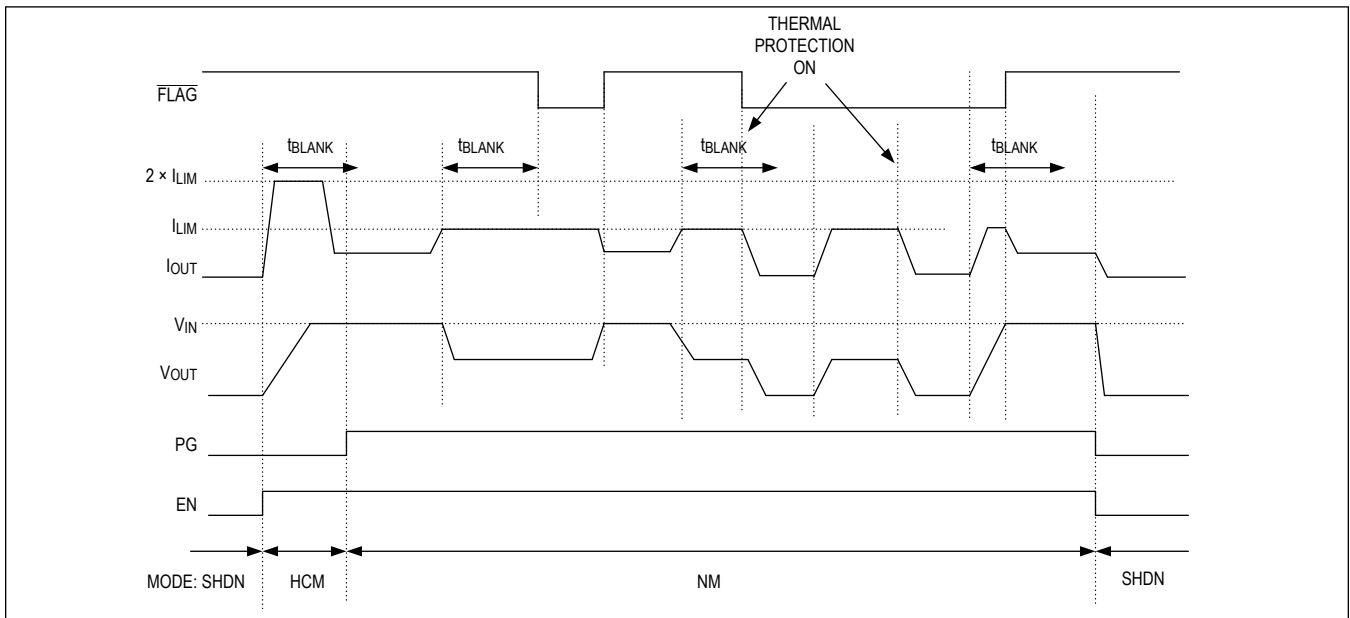 THERMAL
PROTECTION
ON
FLAG
tBLANK tBLANK tBLANK tBLANK
2 × ILIM
ILIM
IOUT
VIN
VOUT
PG
EN
MODE: SHDN HCM NM SHDN